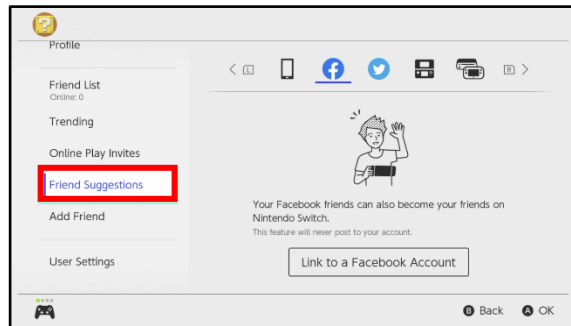 Profile
Friend List
Online: 0
Trending
Online Play Invites
Friend Suggestions
Add Friend
User Settings
L
R
Your Facebook friends can also become your friends on
Nintendo Switch.
This feature will never post to your account.
Link to a Facebook Account
B Back
A OK